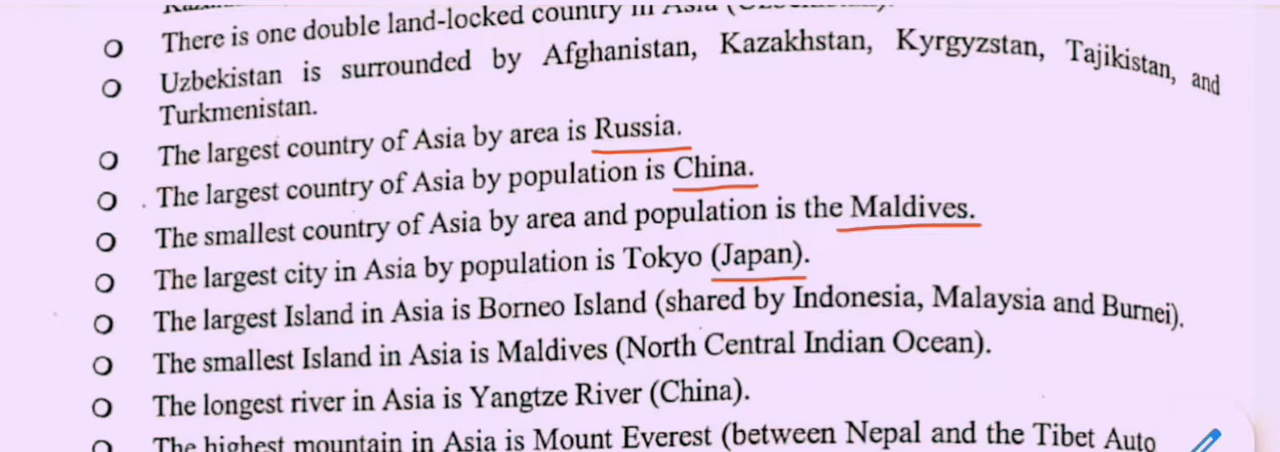 There is one double land-locked country in Asia
Uzbekistan is surrounded by Afghanistan, Kazakhstan, Kyrgyzstan, Tajikistan, and
Turkmenistan.
The largest country of Asia by area is Russia.
The largest country of Asia by population is China.
The smallest country of Asia by area and population is the Maldives.
The largest city in Asia by population is Tokyo (Japan).
The largest Island in Asia is Borneo Island (shared by Indonesia, Malaysia and Burnei).
The smallest Island in Asia is Maldives (North Central Indian Ocean).
The longest river in Asia is Yangtze River (China).
The highest mountain in Asia is Mount Everest (between Nepal and the Tibet Auto